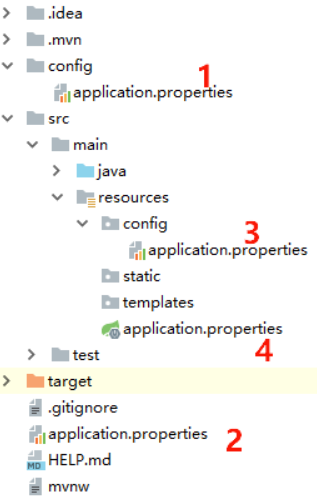 .idea
.mvn
config
1
application.properties
src
main
java
resources
config
3
application.properties
static
templates
application.properties
4
test
target
.gitignore
application.properties 2
MD HELP.md
mvnw